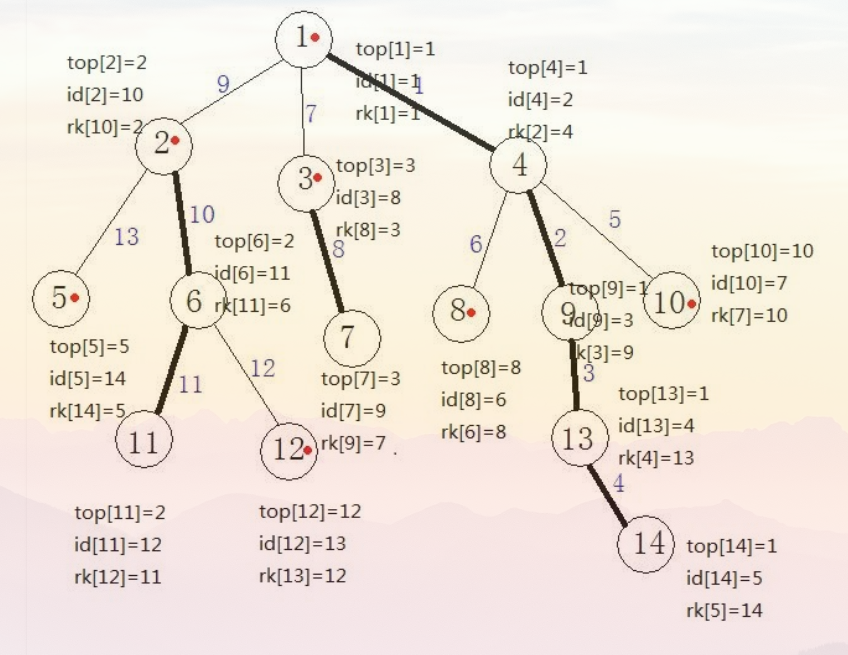 1
top[1]=1
id[1]=1
rk[1]=1
1
top[2]=2
id[2]=10
rk[10]=2
9
7
top[4]=1
id[4]=2
rk[2]=4
2
3
top[3]=3
id[3]=8
rk[8]=3
4
13
10
8
6
2
5
top[6]=2
id[6]=11
rk[11]=6
top[9]=1
id[9]=3
rk[3]=9
top[10]=10
id[10]=7
rk[7]=10
5
6
7
8
9
10
top[5]=5
id[5]=14
rk[14]=5
11
12
top[7]=3
id[7]=9
rk[9]=7 .
top[8]=8
id[8]=6
rk[6]=8
3
top[13]=1
id[13]=4
rk[4]=13
11
12
13
4
top[11]=2
id[11]=12
rk[12]=11
top[12]=12
id[12]=13
rk[13]=12
14
top[14]=1
id[14]=5
rk[5]=14